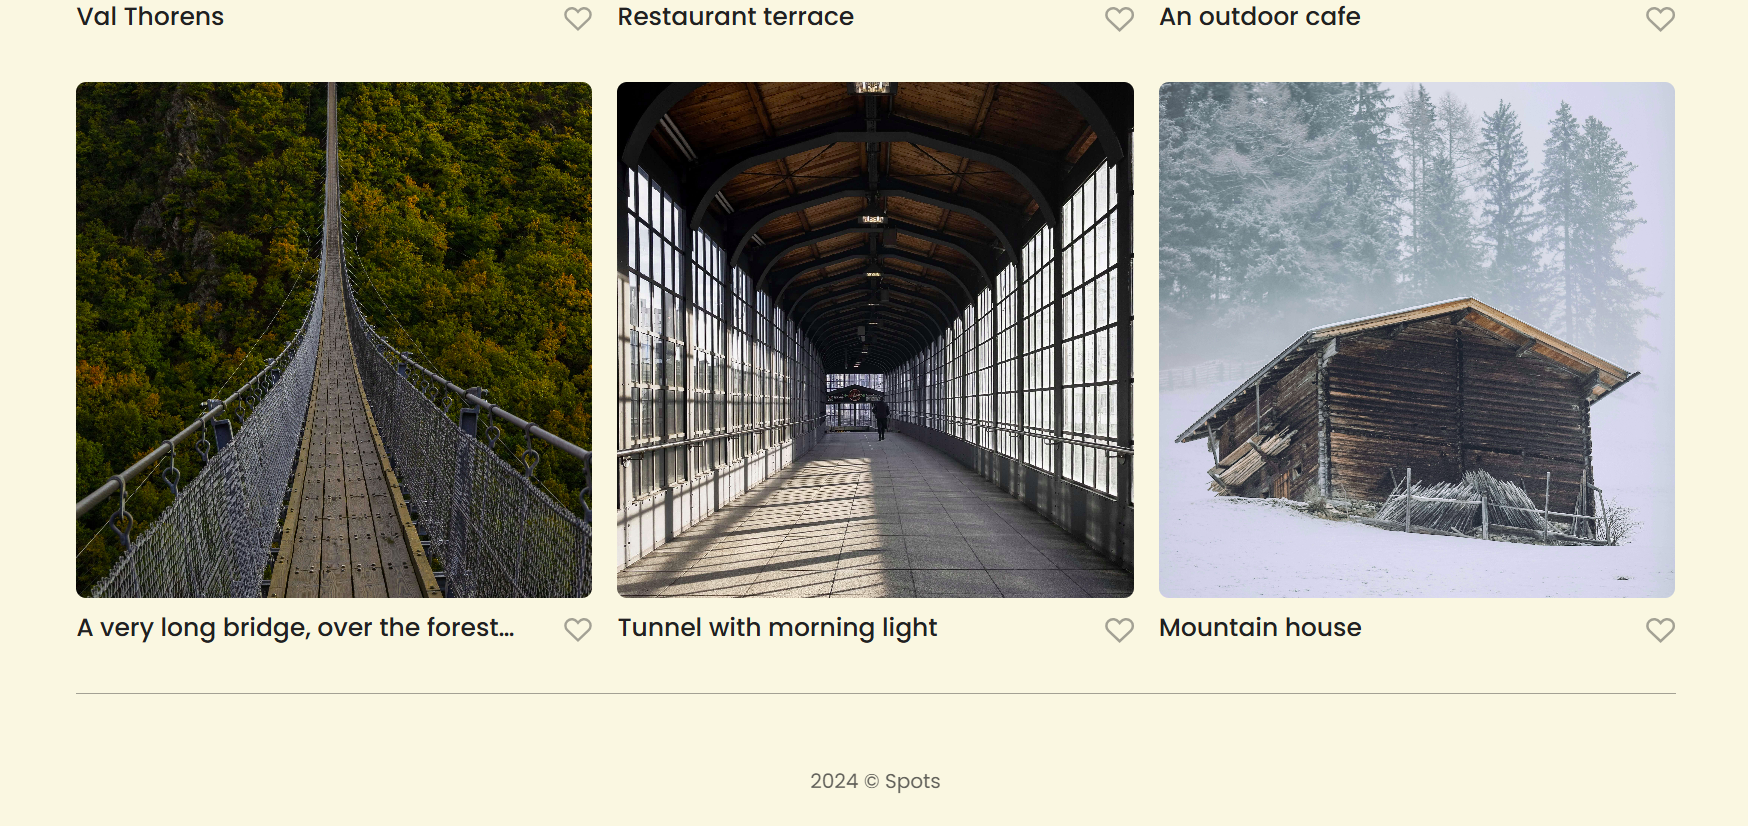 Val Thorens
Restaurant terrace
An outdoor cafe
A very long bridge, over the forest...
Tunnel with morning light
Mountain house
2024 © Spots